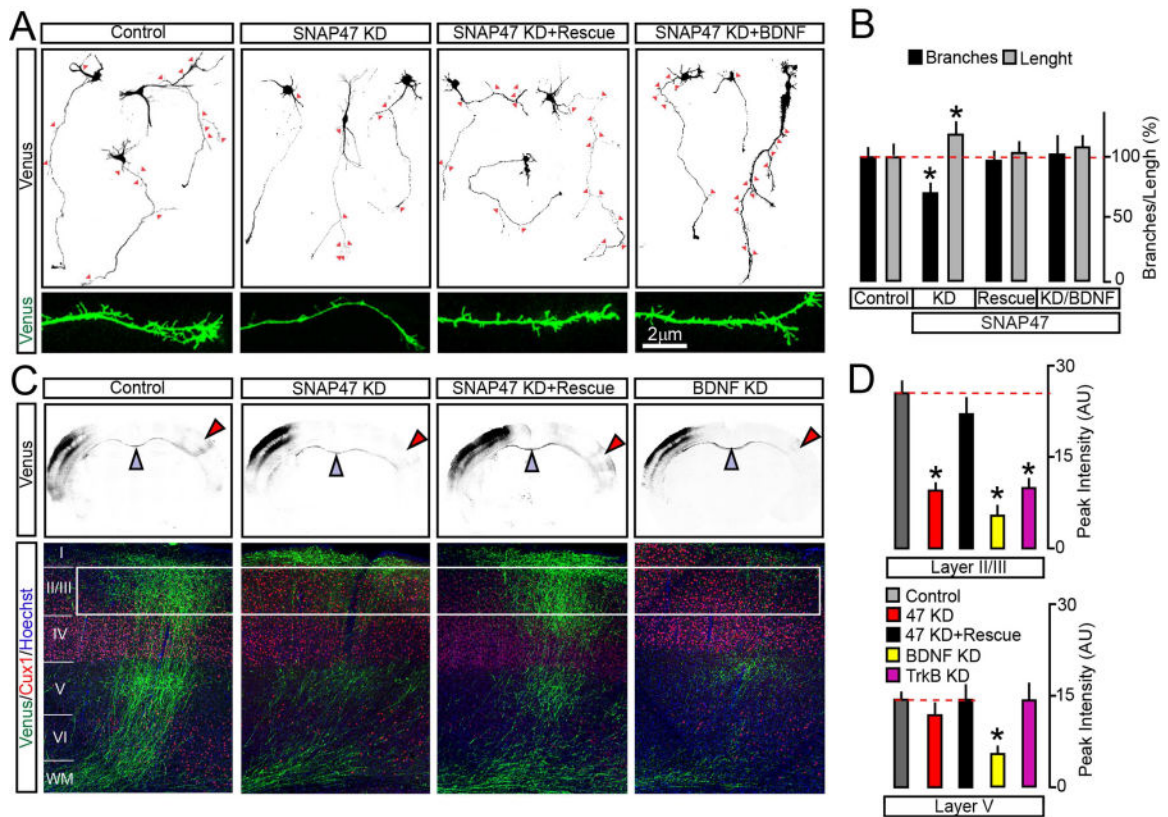 A
Control
SNAP47 KD
SNAP47 KD+Rescue
SNAP47 KD+BDNF
Venus
Venus
2μm
B
Branches
Lenght
100
50
0
Branches/Lengh (%)
*
*
Control
KD
Rescue
KD/BDNF
SNAP47
C
Control
SNAP47 KD
SNAP47 KD+Rescue
BDNF KD
Venus
Venus/Cux1/Hoechst
I
II/III
IV
V
VI
WM
D
30
15
0
Peak Intensity (AU)
*
*
*
Layer II/III
Control
47 KD
47 KD+Rescue
BDNF KD
TrkB KD
30
15
0
Peak Intensity (AU)
*
Layer V